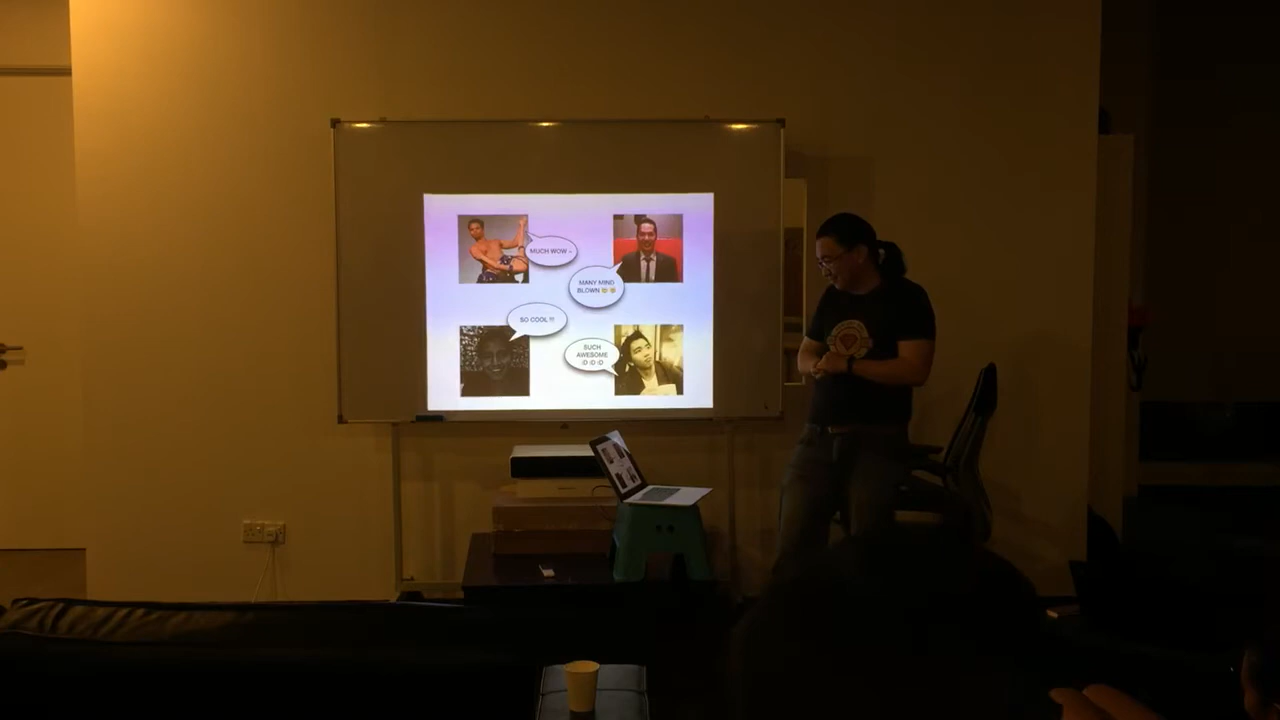 MUCH WOW ~
MANY MIND
BLOWN 🤯 🤯
SO COOL !!!
SUCH
AWESOME
:D :D :D